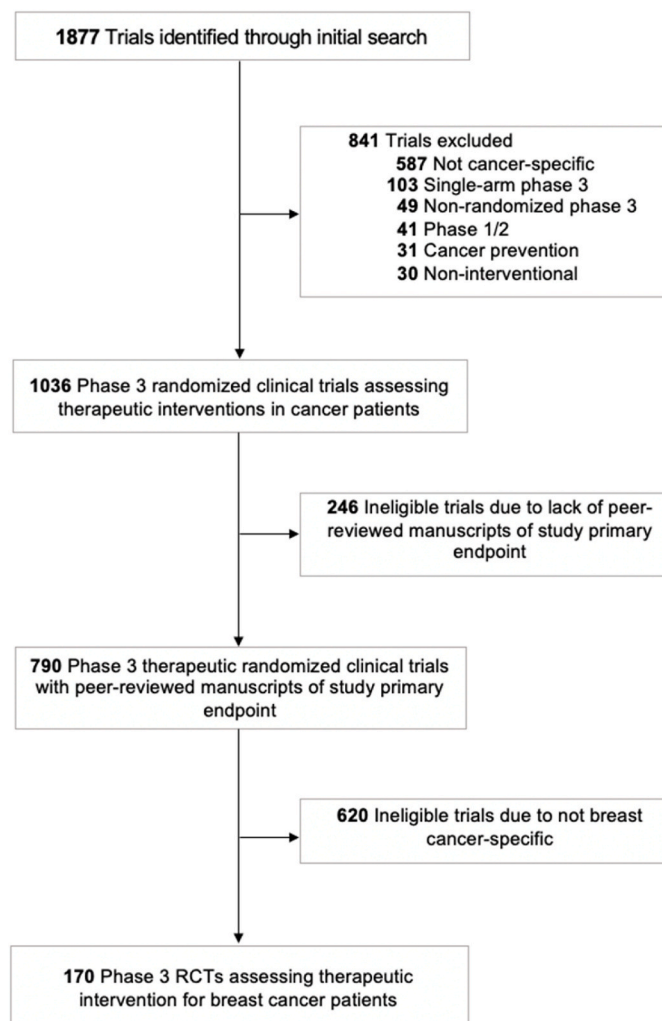 1877 Trials identified through initial search
841 Trials excluded
587 Not cancer-specific
103 Single-arm phase 3
49 Non-randomized phase 3
41 Phase 1/2
31 Cancer prevention
30 Non-interventional
1036 Phase 3 randomized clinical trials assessing
therapeutic interventions in cancer patients
246 Ineligible trials due to lack of peer-
reviewed manuscripts of study primary
endpoint
790 Phase 3 therapeutic randomized clinical trials
with peer-reviewed manuscripts of study primary
endpoint
620 Ineligible trials due to not breast
cancer-specific
170 Phase 3 RCTs assessing therapeutic
intervention for breast cancer patients